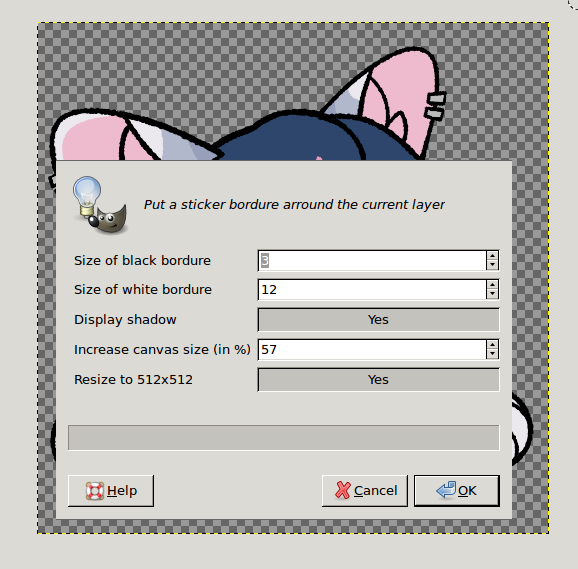 Put a sticker bordure arround the current layer
Size of black bordure 3
Size of white bordure 12
Display shadow Yes
Increase canvas size (in %) 57
Resize to 512x512 Yes
Help Cancel OK